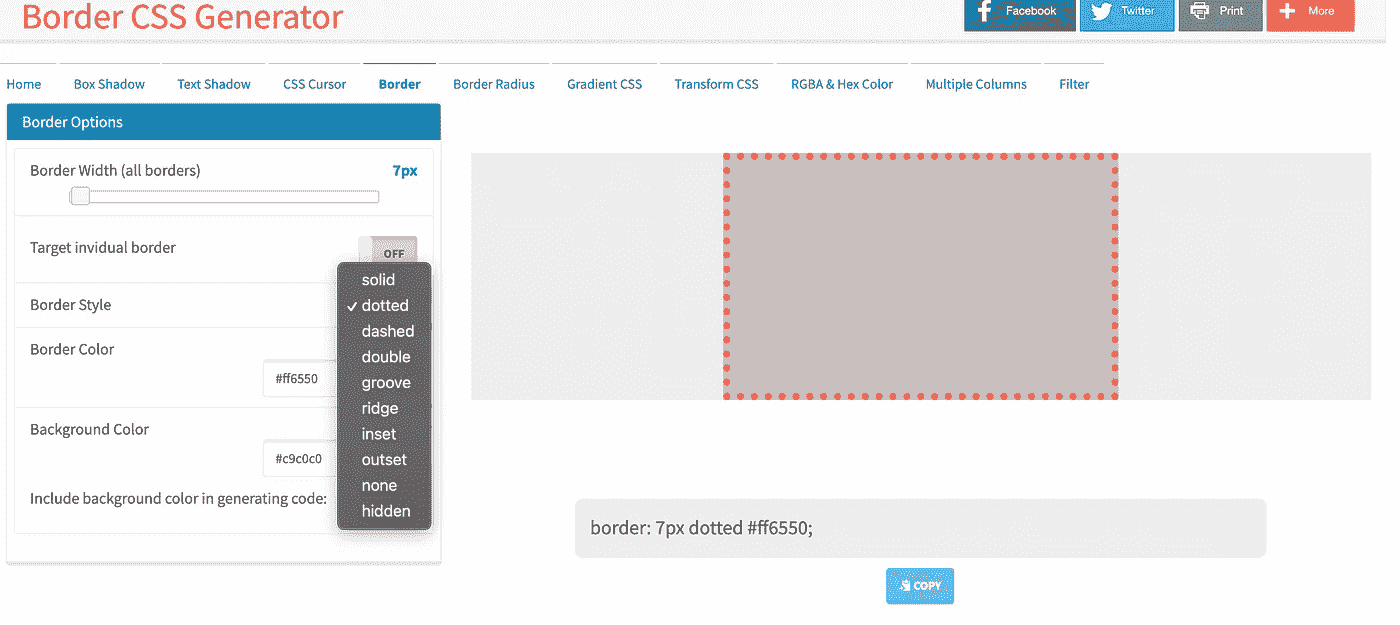 Border CSS Generator
Facebook Twitter Print More
Home Box Shadow Text Shadow CSS Cursor Border Border Radius Gradient CSS Transform CSS RGBA & Hex Color Multiple Columns Filter
Border Options
Border Width (all borders) 7px
Target invidual border OFF
solid
Border Style
dotted
dashed
Border Color
double
#ff6550
groove
ridge
Background Color
inset
#c9c0c0
outset
none
Include background color in generating code:
hidden
border: 7px dotted #ff6550;
COPY